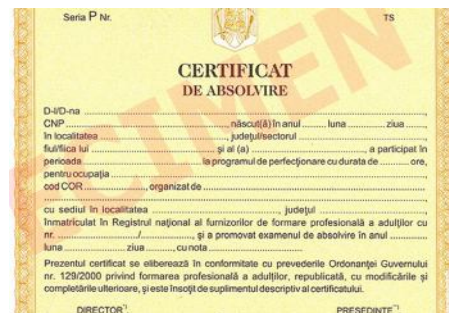 Seria P Nr. TS
CERTIFICAT
DE ABSOLVIRE
D-l/D-na
CNP ..............., născut(ă) în anul ........ luna ........ ziua ........,
în localitatea ..............., județul/sectorul ...............,
fiul/fiica lui ............... și al (a) ..............., a participat în
perioada ............... la programul de perfecționare cu durata de ........ ore,
pentru ocupația ...............
cod COR ..............., organizat de ...............
cu sediul în localitatea ..............., județul ...............,
înmatriculat în Registrul național al furnizorilor de formare profesională a adulților cu
nr. ............/............, și a promovat examenul de absolvire în anul ........
luna ........ ziua ........, cu nota ...............
Prezentul certificat se eliberează în conformitate cu prevederile Ordonanței Guvernului
nr. 129/2000 privind formarea profesională a adulților, republicată, cu modificările și
completările ulterioare, și este însoțit de suplimentul descriptiv al certificatului.
DIRECTOR*) PREȘEDINTE**)
ECIMEN